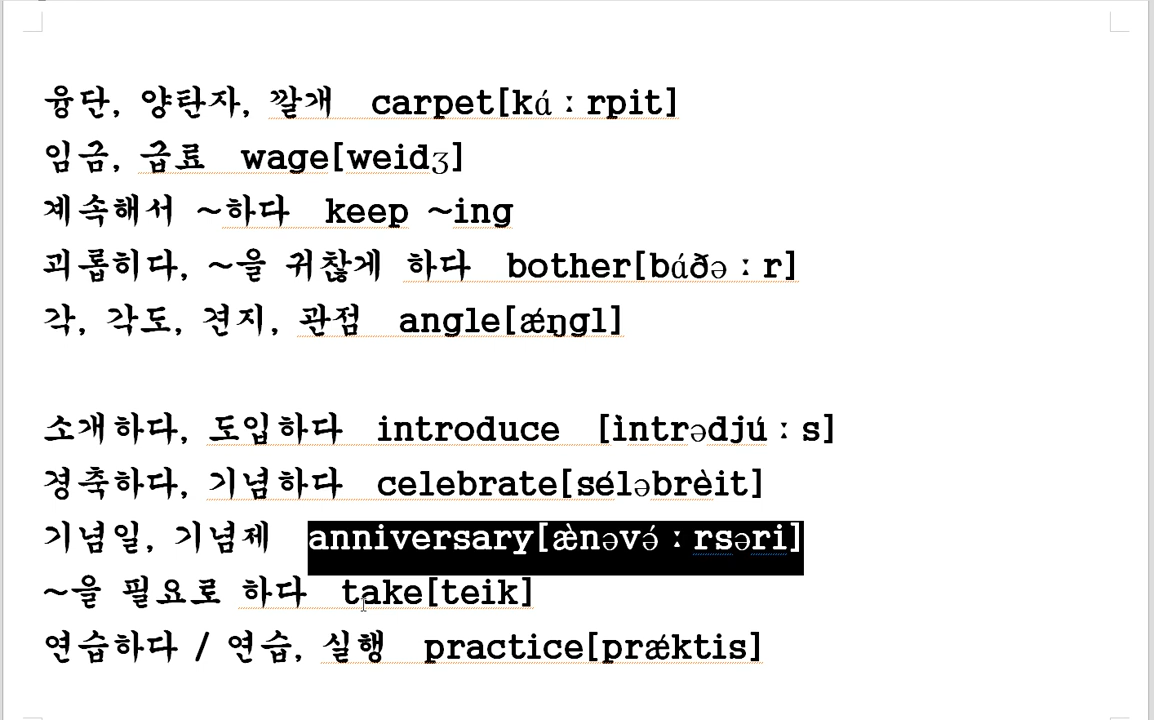 융단, 양탄자, 깔개 carpet[káːrpit]
임금, 급료 wage[weidʒ]
계속해서 ~하다 keep ~ing
괴롭히다, ~을 귀찮게 하다 bother[báðəːr]
각, 각도, 견지, 관점 angle[ǽŋgl]
소개하다, 도입하다 introduce [ìntrədjúːs]
경축하다, 기념하다 celebrate[séləbrèit]
기념일, 기념제 anniversary[æ̀nəvə́ːrsəri]
~을 필요로 하다 take[teik]
연습하다 / 연습, 실행 practice[prǽktis]